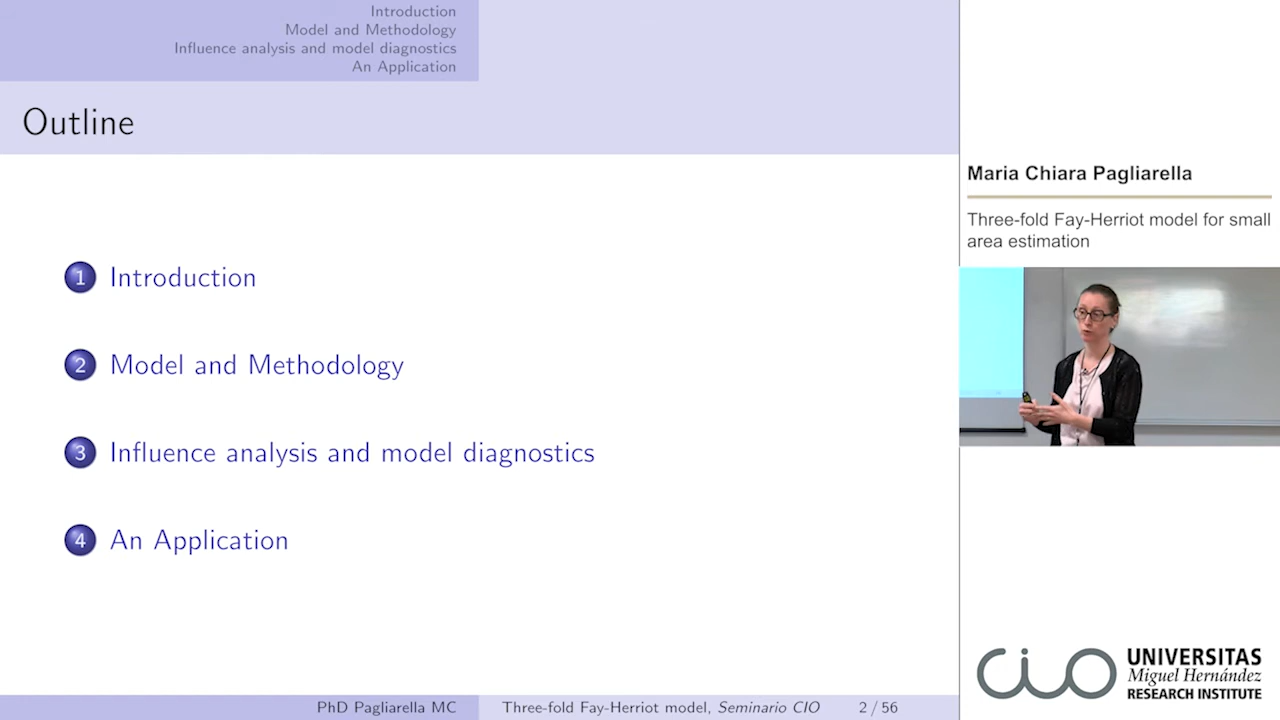 Introduction
Model and Methodology
Influence analysis and model diagnostics
An Application
Outline
1 Introduction
2 Model and Methodology
3 Influence analysis and model diagnostics
4 An Application
PhD Pagliarella MC
Three-fold Fay-Herriot model, Seminario CIO
2 / 56
Maria Chiara Pagliarella
Three-fold Fay-Herriot model for small
area estimation
cio
UNIVERSITAS
Miguel Hernández
RESEARCH INSTITUTE